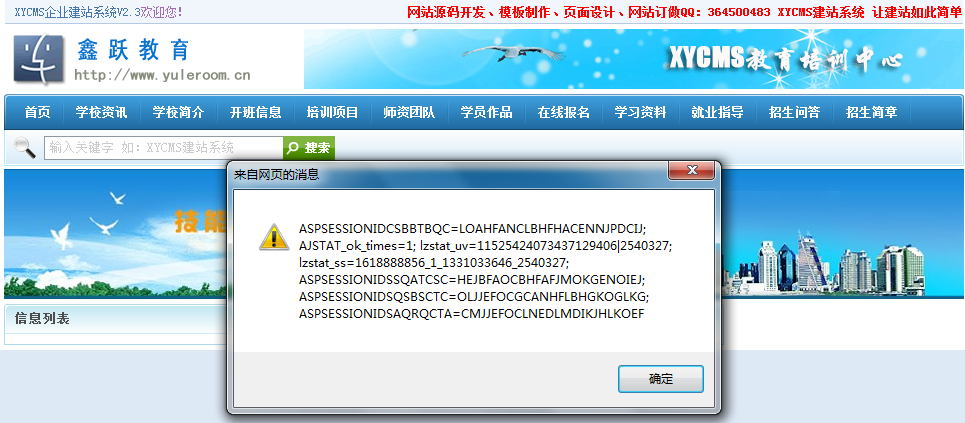 XYCMS企业建站系统V2.3欢迎您!
网站源码开发、模板制作、页面设计、网站订做QQ：364500483 XYCMS建站系统 让建站如此简单
鑫跃教育
http://www.yuleroom.cn
XYCMS教育培训中心
首页 学校资讯 学校简介 开班信息 培训项目 师资团队 学员作品 在线报名 学习资料 就业指导 招生问答 招生简章
输入关键字 如：XYCMS建站系统
搜索
来自网页的消息
技能
ASPSESSIONIDCSBBTBQC=LOAHFANCLBHFHACENNJPDCIJ;
AJSTAT_ok_times=1; lzstat_uv=11525424073437129406|2540327;
lzstat_ss=1618888856_1_1331033646_2540327;
ASPSESSIONIDSSQATCSC=HEJBFAOCBHFAFJMOKGENOIEJ;
ASPSESSIONIDSQSBSCTC=OLJJEFOCGCANHFLBHGKOGLKG;
ASPSESSIONIDSAQRQCTA=CMJJEFOCLNEDLMDIKJHLKOEF
信息列表
确定